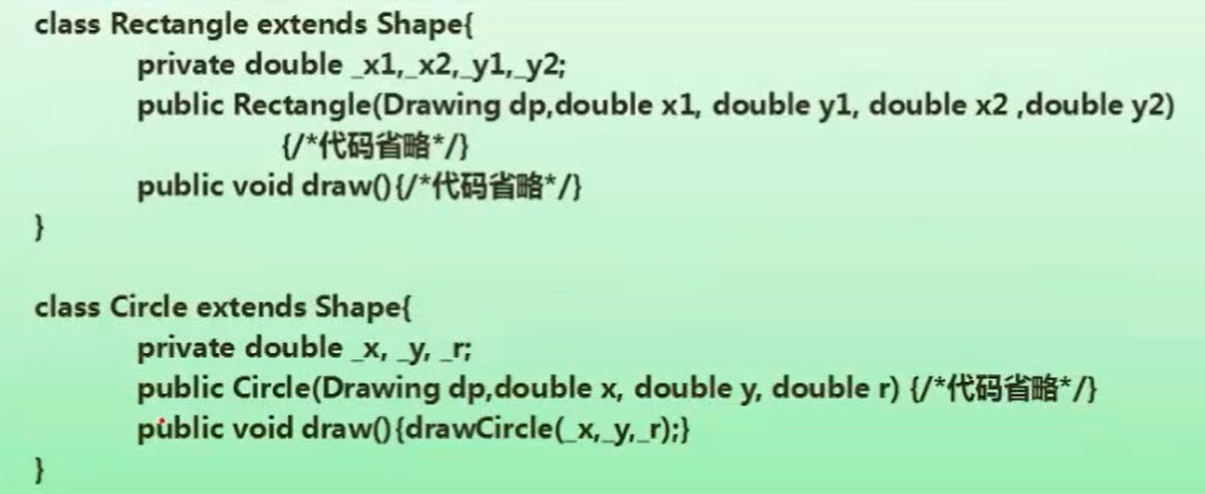 class Rectangle extends Shape{
private double _x1,_x2,_y1,_y2;
public Rectangle(Drawing dp,double x1, double y1, double x2 ,double y2)
{/*代码省略*/}
public void draw(){/*代码省略*/}
}
class Circle extends Shape{
private double _x, _y, _r;
public Circle(Drawing dp,double x, double y, double r) {/*代码省略*/}
public void draw(){drawCircle(_x,_y,_r);}
}